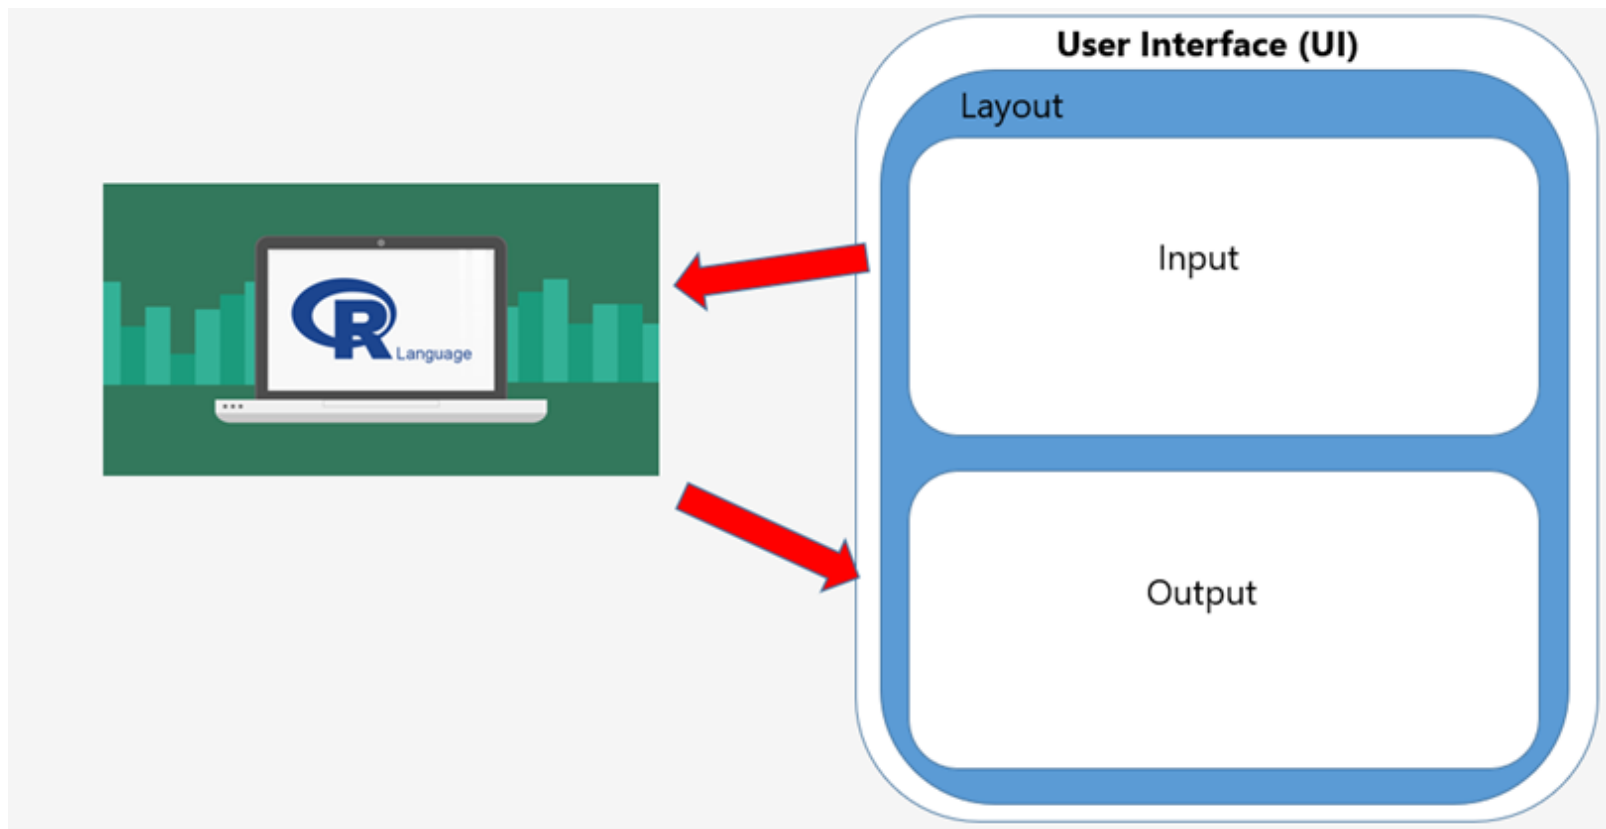 User Interface (UI)
Layout
Input
R Language
Output